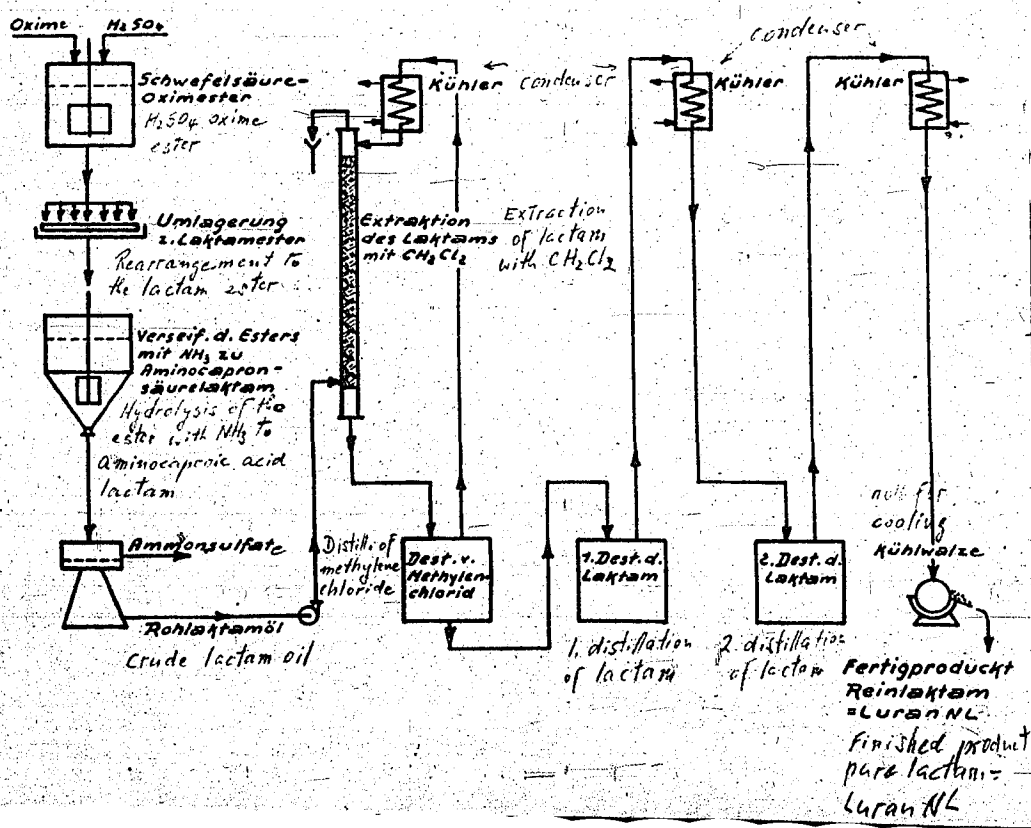 Oxime
H₂SO₄
Schwefelsäure-
Oximester
H₂SO₄ oxime
ester
Umlagerung
z. Laktamester
Rearrangement to
the lactam ester
Verseif. d. Esters
mit NH₃ zu
Aminocapron-
säurelaktam
Hydrolysis of the
ester with NH₃ to
aminocaproic acid
lactam
Ammonsulfate
Rohlaktamöl
Crude lactam oil
Kühler
condenser
Extraktion
des Laktams
mit CH₂Cl₂
Extraction
of lactam
with CH₂Cl₂
Distill. of
methylene
chloride
Dest. v.
Methylen-
chlorid
1. Dest. d.
Laktam
1. distillation
of lactam
condenser
Kühler
2. Dest. d.
Laktam
2. distillation
of lactam
Kühler
for
cooling
Kühlwalze
Fertigproduckt
Reinlaktam
=Luran NL
Finished product
pure lactam=
Luran NL